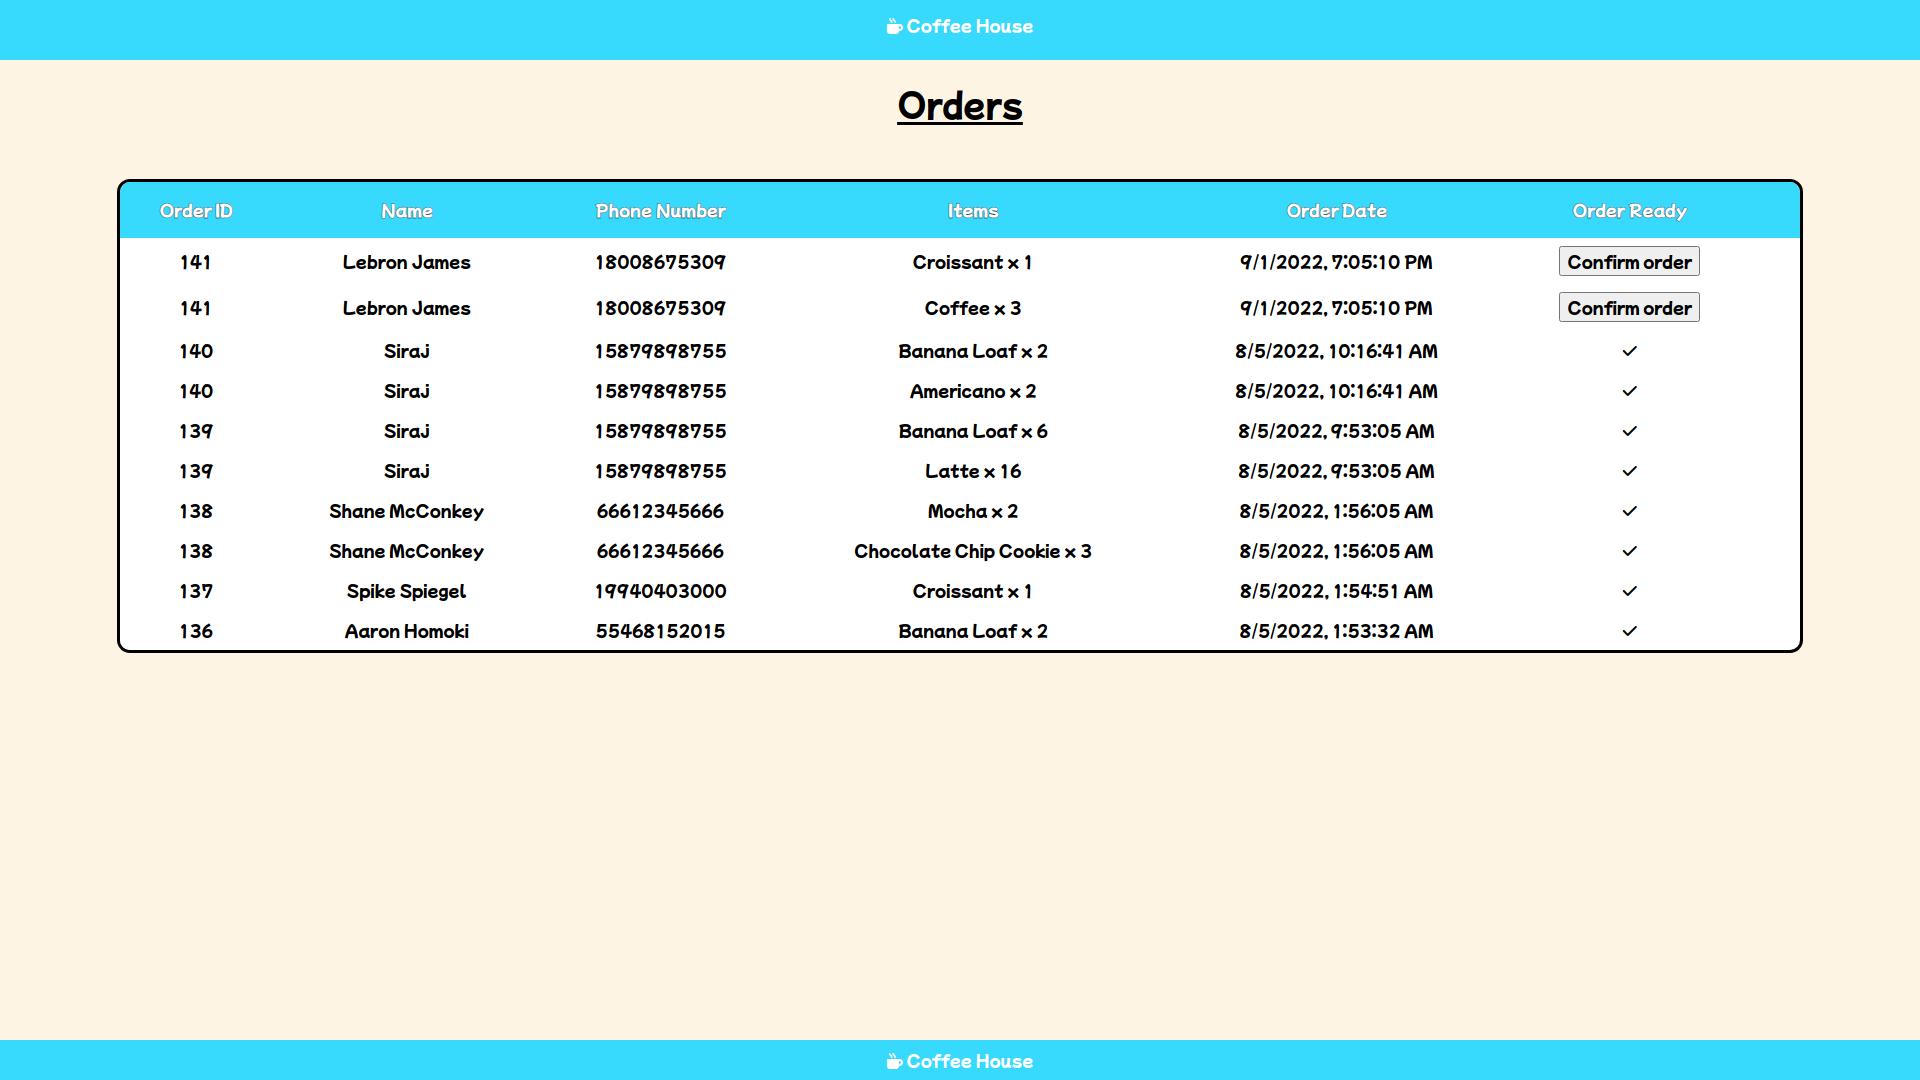 Coffee House
Orders
Order ID Name Phone Number Items Order Date Order Ready
141 Lebron James 18008675309 Croissant x 1 9/1/2022, 7:05:10 PM Confirm order
141 Lebron James 18008675309 Coffee x 3 9/1/2022, 7:05:10 PM Confirm order
140 Siraj 15879898755 Banana Loaf x 2 8/5/2022, 10:16:41 AM
140 Siraj 15879898755 Americano x 2 8/5/2022, 10:16:41 AM
139 Siraj 15879898755 Banana Loaf x 6 8/5/2022, 9:53:05 AM
139 Siraj 15879898755 Latte x 16 8/5/2022, 9:53:05 AM
138 Shane McConkey 66612345666 Mocha x 2 8/5/2022, 1:56:05 AM
138 Shane McConkey 66612345666 Chocolate Chip Cookie x 3 8/5/2022, 1:56:05 AM
137 Spike Spiegel 19940403000 Croissant x 1 8/5/2022, 1:54:51 AM
136 Aaron Homoki 55468152015 Banana Loaf x 2 8/5/2022, 1:53:32 AM
Coffee House